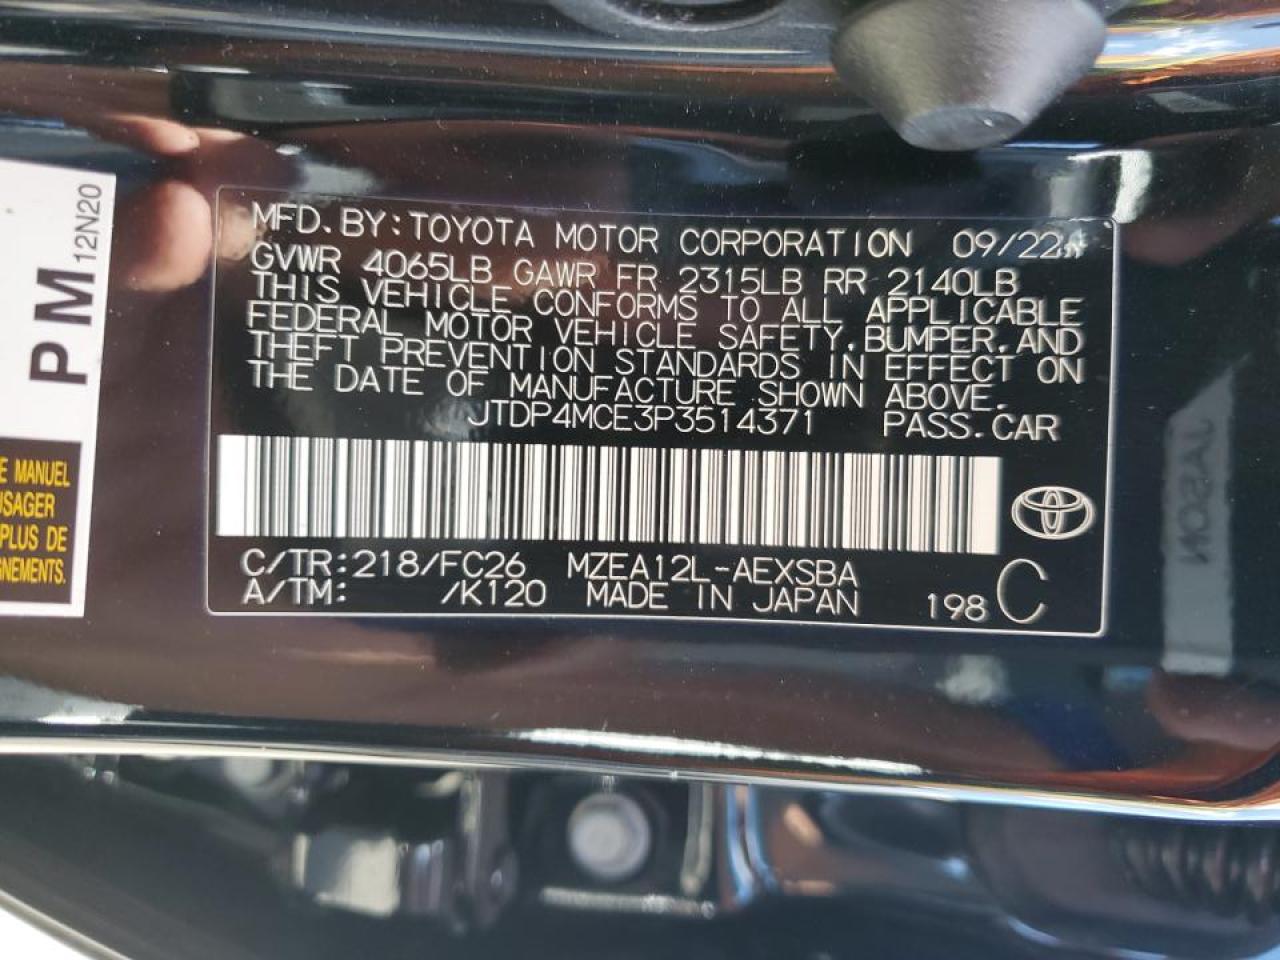 MFD.BY:TOYOTA MOTOR CORPORATION 09/22
GVWR 4065LB GAWR FR 2315LB RR 2140LB
THIS VEHICLE CONFORMS TO ALL APPLICABLE
FEDERAL MOTOR VEHICLE SAFETY,BUMPER,AND
THEFT PREVENTION STANDARDS IN EFFECT ON
THE DATE OF MANUFACTURE SHOWN ABOVE.
JTDP4MCE3P3514371 PASS.CAR
C/TR:218/FC26 MZEA12L-AEXSBA
A/TM: /K120 MADE IN JAPAN 198 C
PM 12N20
E MANUEL
USAGER
PLUS DE
GNEMENTS.